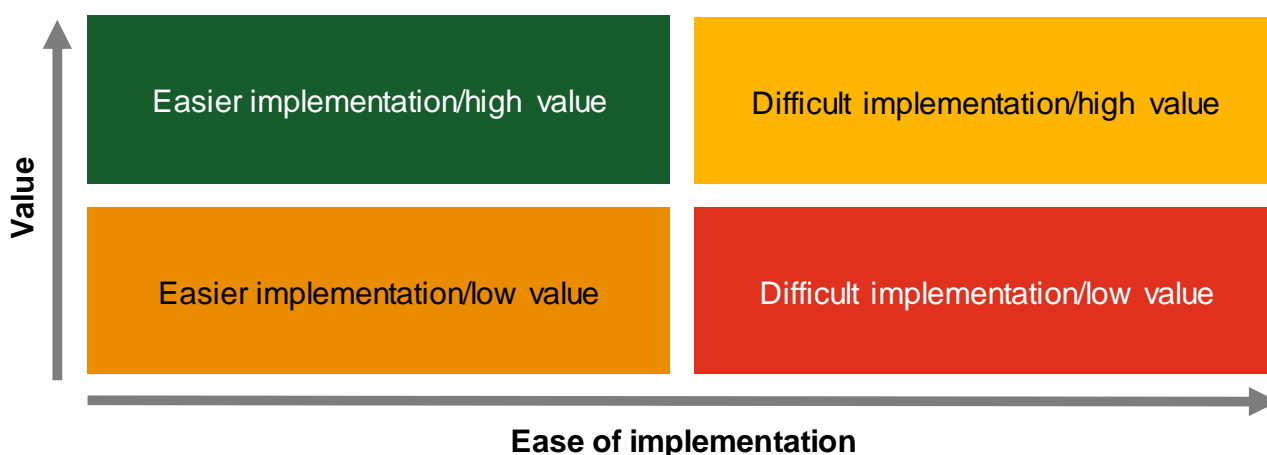 Value
Easier implementation/high value
Difficult implementation/high value
Easier implementation/low value
Difficult implementation/low value
Ease of implementation